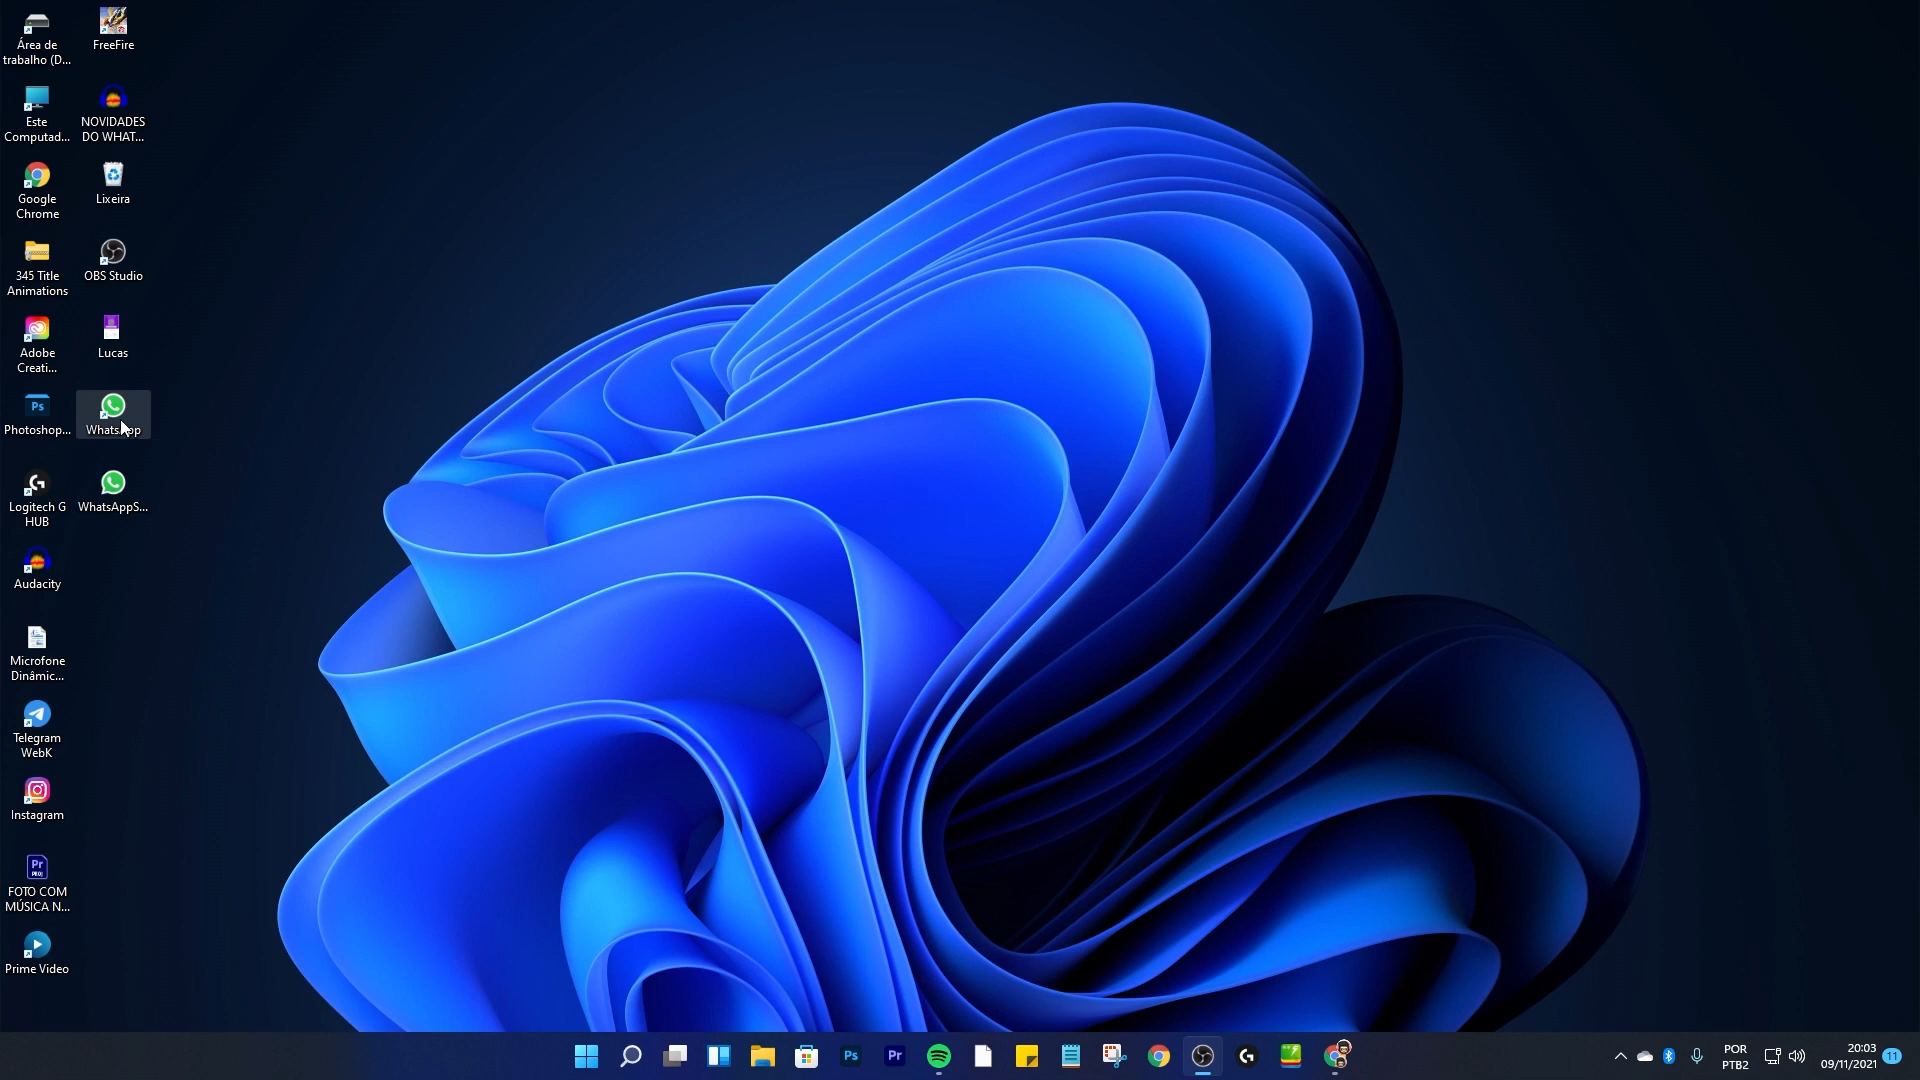 Área de
trabalho (D...
FreeFire
Este
Computad...
NOVIDADES
DO WHAT...
Google
Chrome
Lixeira
345 Title
Animations
OBS Studio
Adobe
Creati...
Lucas
Ps
Photoshop...
WhatsApp
Logitech G
HUB
WhatsAppS...
Audacity
Microfone
Dinâmic...
Telegram
WebK
Instagram
Pr
PROJ
FOTO COM
MÚSICA N...
Prime Video
Ps
Pr
POR
PTB2
20:03
09/11/2021
11